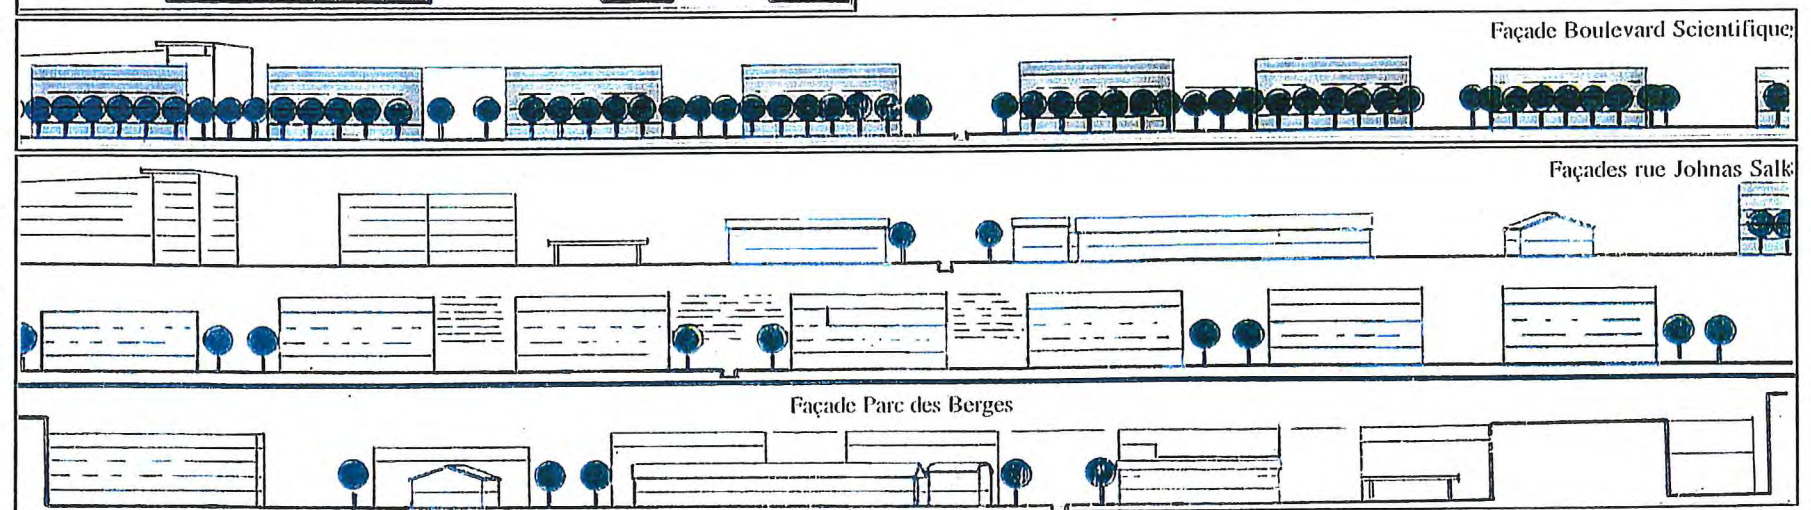 Façade Boulevard Scientifique
Façades rue Johnas Salk
Façade Parc des Berges